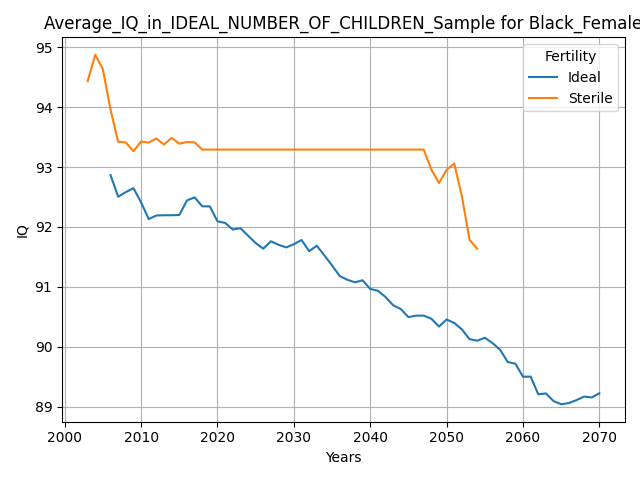 Average_IQ_in_IDEAL_NUMBER_OF_CHILDREN_Sample for Black_Female
Fertility
Ideal
Sterile
95
94
93
92
91
90
89
IQ
2000 2010 2020 2030 2040 2050 2060 2070
Years